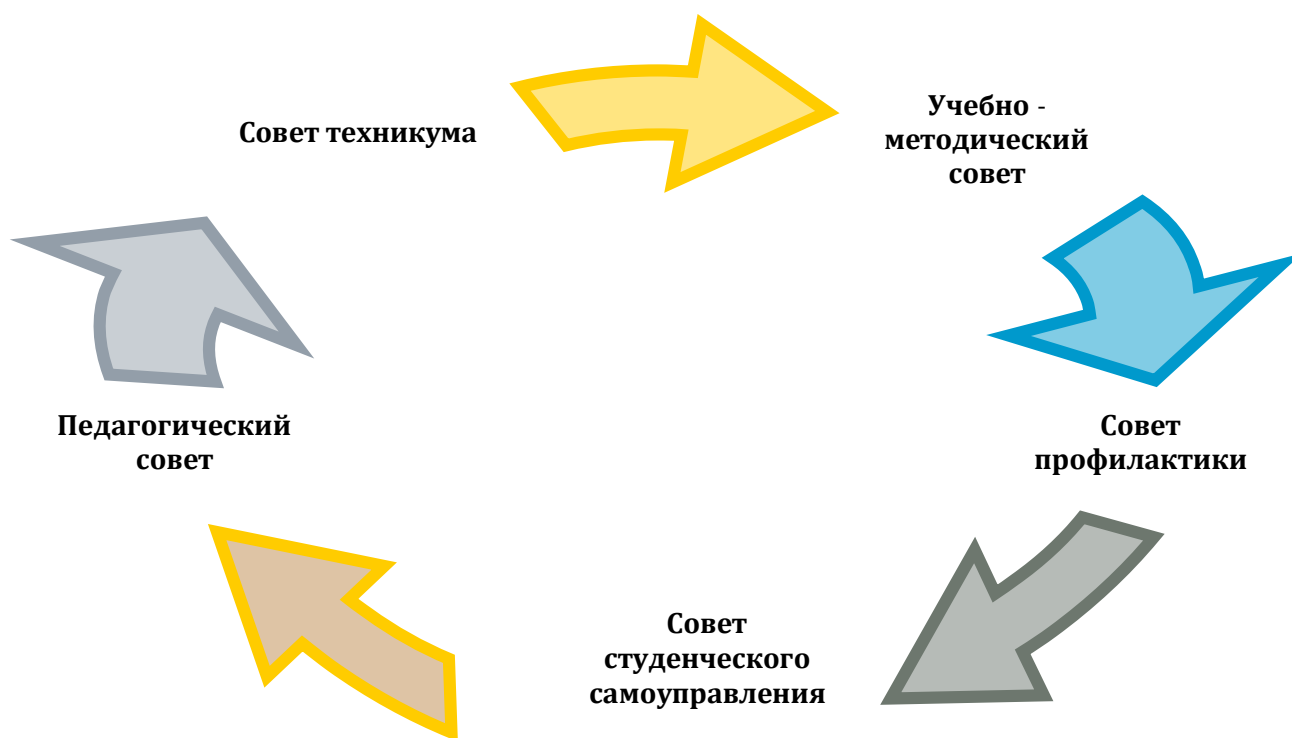 Совет техникума
Учебно -
методический
совет
Педагогический
совет
Совет
профилактики
Совет
студенческого
самоуправления